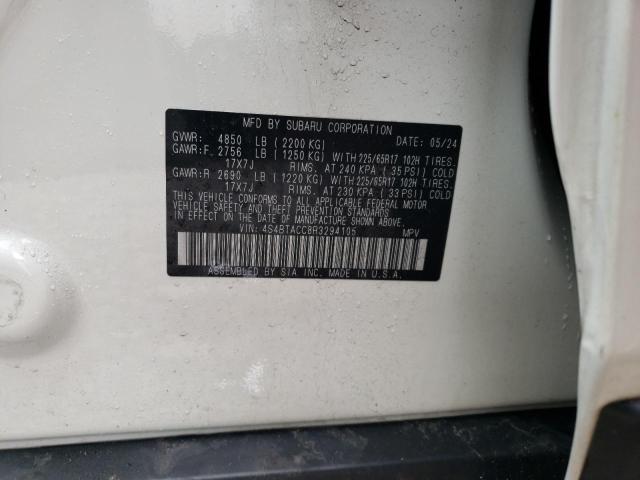 MFD BY SUBARU CORPORATION
GVWR: 4850 LB (2200 KG) DATE: 05/24
GAWR:F. 2756 LB (1250 KG) WITH 225/65R17 102H TIRES.
17X7J RIMS. AT 240 KPA (35 PSI) COLD
GAWR:R 2690 LB (1220 KG) WITH 225/65R17 102H TIRES.
17X7J RIMS. AT 230 KPA (33 PSI) COLD
THIS VEHICLE CONFORMS TO ALL APPLICABLE FEDERAL MOTOR
VEHICLE SAFETY AND THEFT PREVENTION STANDARDS
IN EFFECT ON THE DATE OF MANUFACTURE SHOWN ABOVE.
VIN: 4S4BTACC8R3294105 MPV
ASSEMBLED BY SIA INC. MADE IN U.S.A.